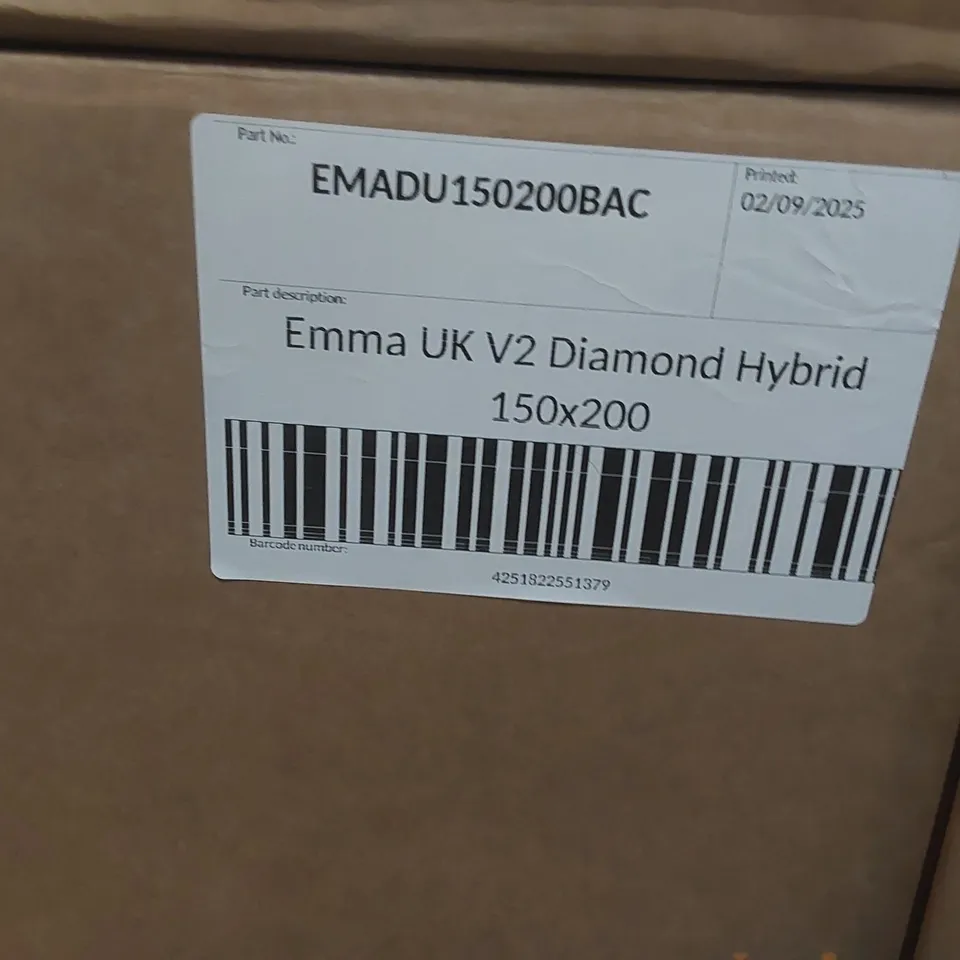 Part No.:
EMADU150200BAC
Printed:
02/09/2025
Part description:
Emma UK V2 Diamond Hybrid
150x200
Barcode number:
4251822551379